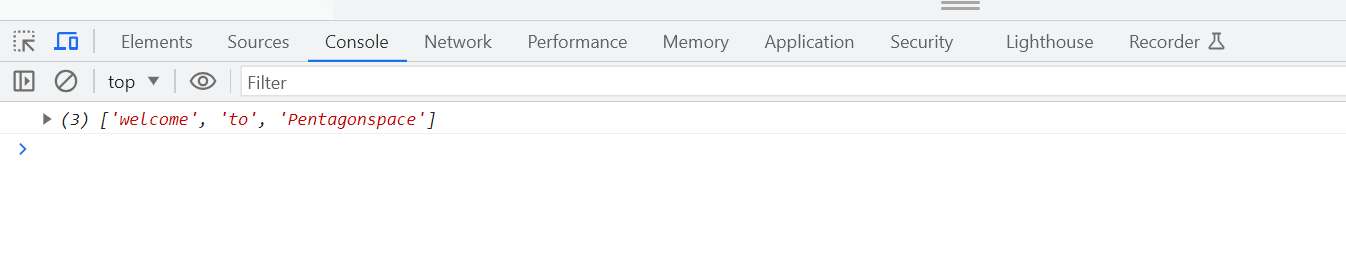 Elements Sources Console Network Performance Memory Application Security Lighthouse Recorder
top Filter
(3) ['welcome', 'to', 'Pentagonspace']